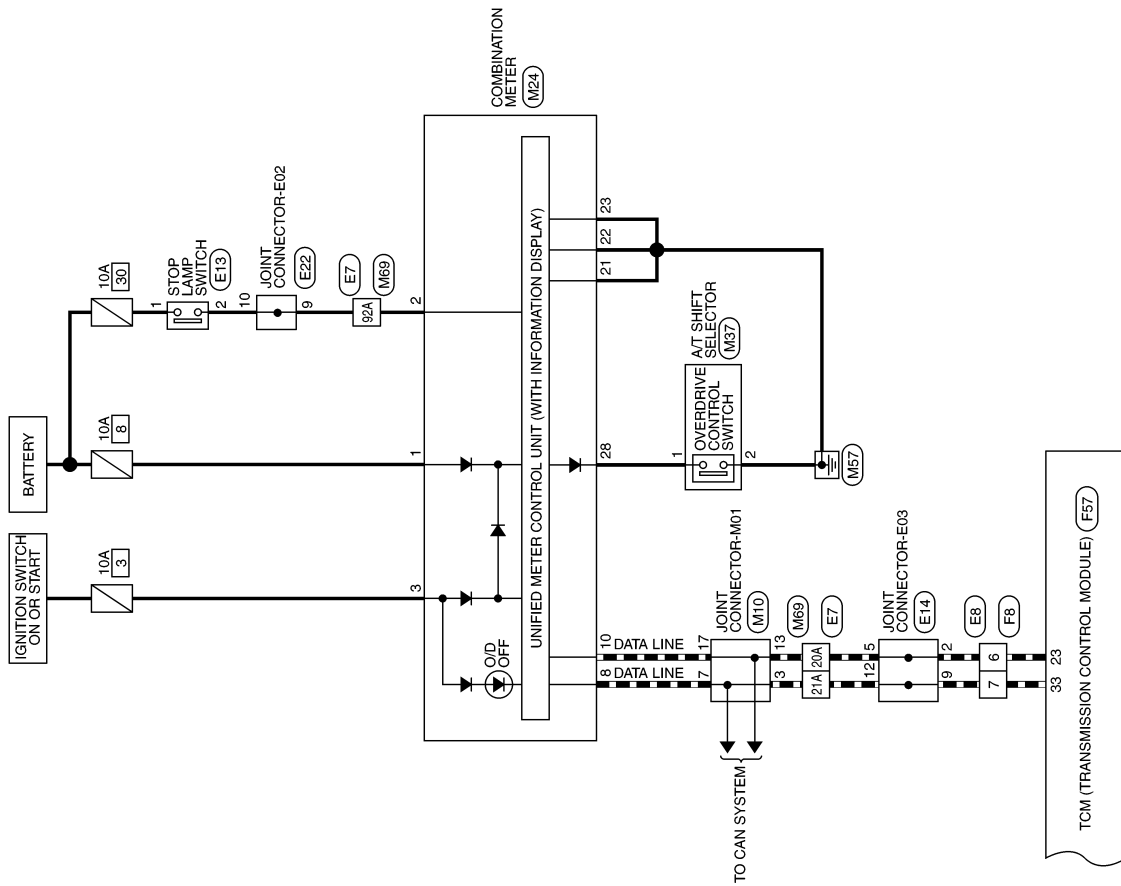 IGNITION SWITCH
ON OR START
BATTERY
10A
3
10A
8
10A
30
1
STOP
LAMP
SWITCH
E13
2
10
JOINT
CONNECTOR-E02
E22
9
E7
92A
M69
3
1
2
COMBINATION
METER
M24
O/D
OFF
UNIFIED METER CONTROL UNIT (WITH INFORMATION DISPLAY)
8
DATA LINE
10
DATA LINE
28
21
22
23
7
17
JOINT
CONNECTOR-M01
M10
TO CAN SYSTEM
3
13
M69
21A
20A
E7
12
5
JOINT
CONNECTOR-E03
E14
9
2
E8
7
6
F8
33
23
TCM (TRANSMISSION CONTROL MODULE)
F57
1
A/T SHIFT
SELECTOR
M37
OVERDRIVE
CONTROL
SWITCH
2
M57